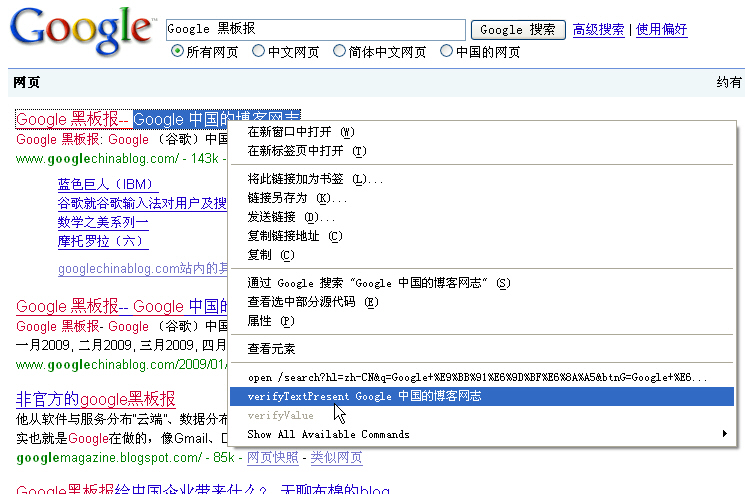 Google™
Google 黑板报
Google 搜索
高级搜索 | 使用偏好
所有网页 中文网页 简体中文网页 中国的网页
网页
约有
Google 黑板报-- Google 中国的博客网志
Google 黑板报: Google （谷歌）中国
www.googlechinablog.com/ - 143k -
蓝色巨人（IBM）
谷歌就谷歌输入法对用户及搜
数学之美系列一
摩托罗拉（六）
googlechinablog.com站内的其
Google 黑板报-- Google 中国的
Google 黑板报- Google （谷歌）中国
一月2009, 二月2009, 三月2009, 四月
www.googlechinablog.com/2009/01/
非官方的google黑板报
他从软件与服务分布"云端"、数据分布
实也就是Google在做的，像Gmail、
googlemagazine.blogspot.com/ - 85k - 网页快照 - 类似网页
Google黑板报给中国企业带来什么？_无聊布棉的blog
在新窗口中打开 (W)
在新标签页中打开 (T)
将此链接加为书签 (L)...
链接另存为 (K)...
发送链接 (D)...
复制链接地址 (C)
复制 (C)
通过 Google 搜索 "Google 中国的博客网志" (S)
查看选中部分源代码 (E)
属性 (P)
查看元素
open /search?hl=zh-CN&q=Google+%E9%BB%91%E6%9D%BF%E6%8A%A5&btnG=Google+%E6...
verifyTextPresent Google 中国的博客网志
verifyValue
Show All Available Commands